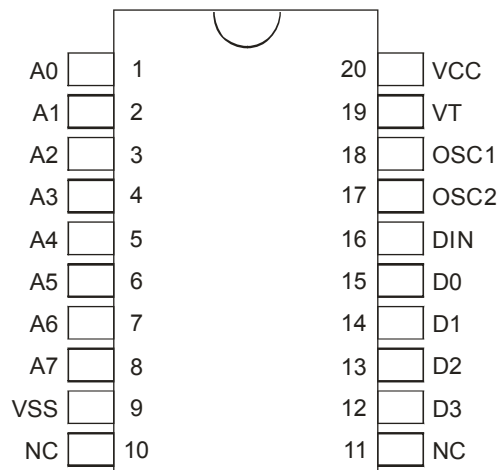 A0 1 20 VCC
A1 2 19 VT
A2 3 18 OSC1
A3 4 17 OSC2
A4 5 16 DIN
A5 6 15 D0
A6 7 14 D1
A7 8 13 D2
VSS 9 12 D3
NC 10 11 NC